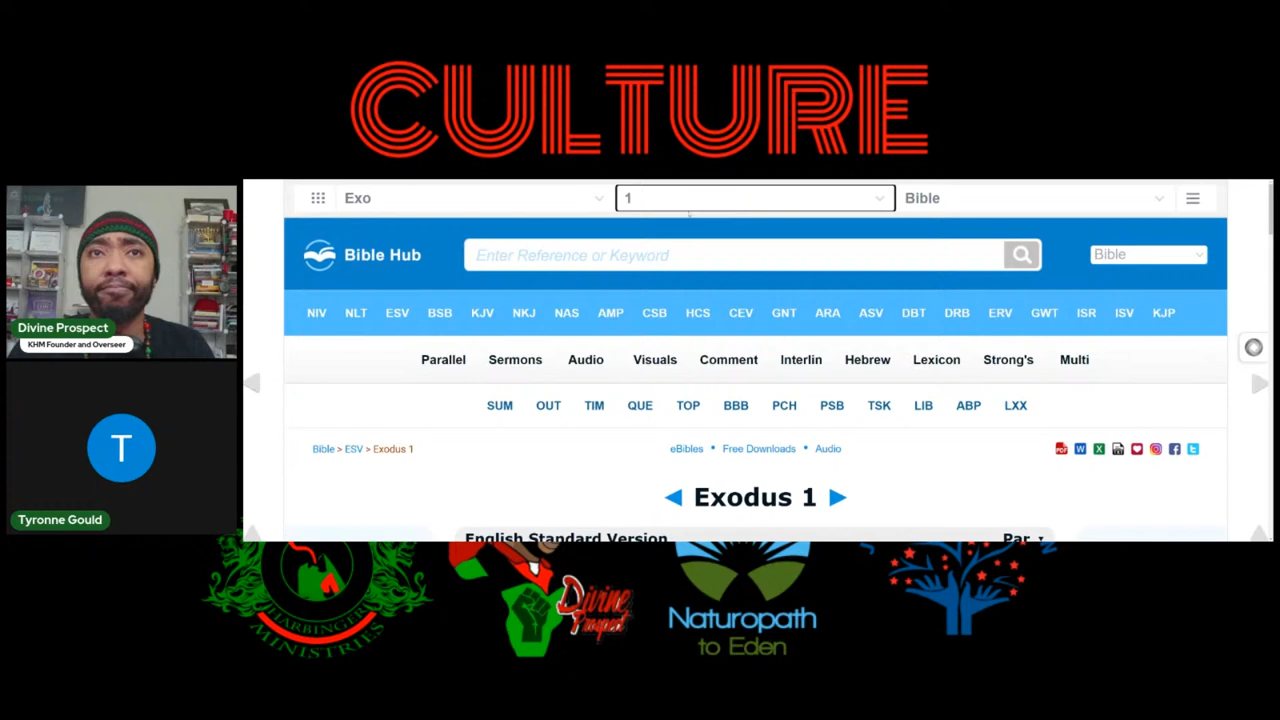 CULTURE
Exo 1 Bible
Bible Hub Enter Reference or Keyword Bible
NIV NLT ESV BSB KJV NKJ NAS AMP CSB HCS CEV GNT ARA ASV DBT DRB ERV GWT ISR ISV KJP
Parallel Sermons Audio Visuals Comment Interlin Hebrew Lexicon Strong's Multi
SUM OUT TIM QUE TOP BBB PCH PSB TSK LIB ABP LXX
Bible > ESV > Exodus 1 eBibles • Free Downloads • Audio
◄ Exodus 1 ►
English Standard Version Par ▾
Divine Prospect
KHM Founder and Overseer
T
Tyronne Gould
HARBINGER
MINISTRIES
Divine
Prospect
Naturopath
to Eden